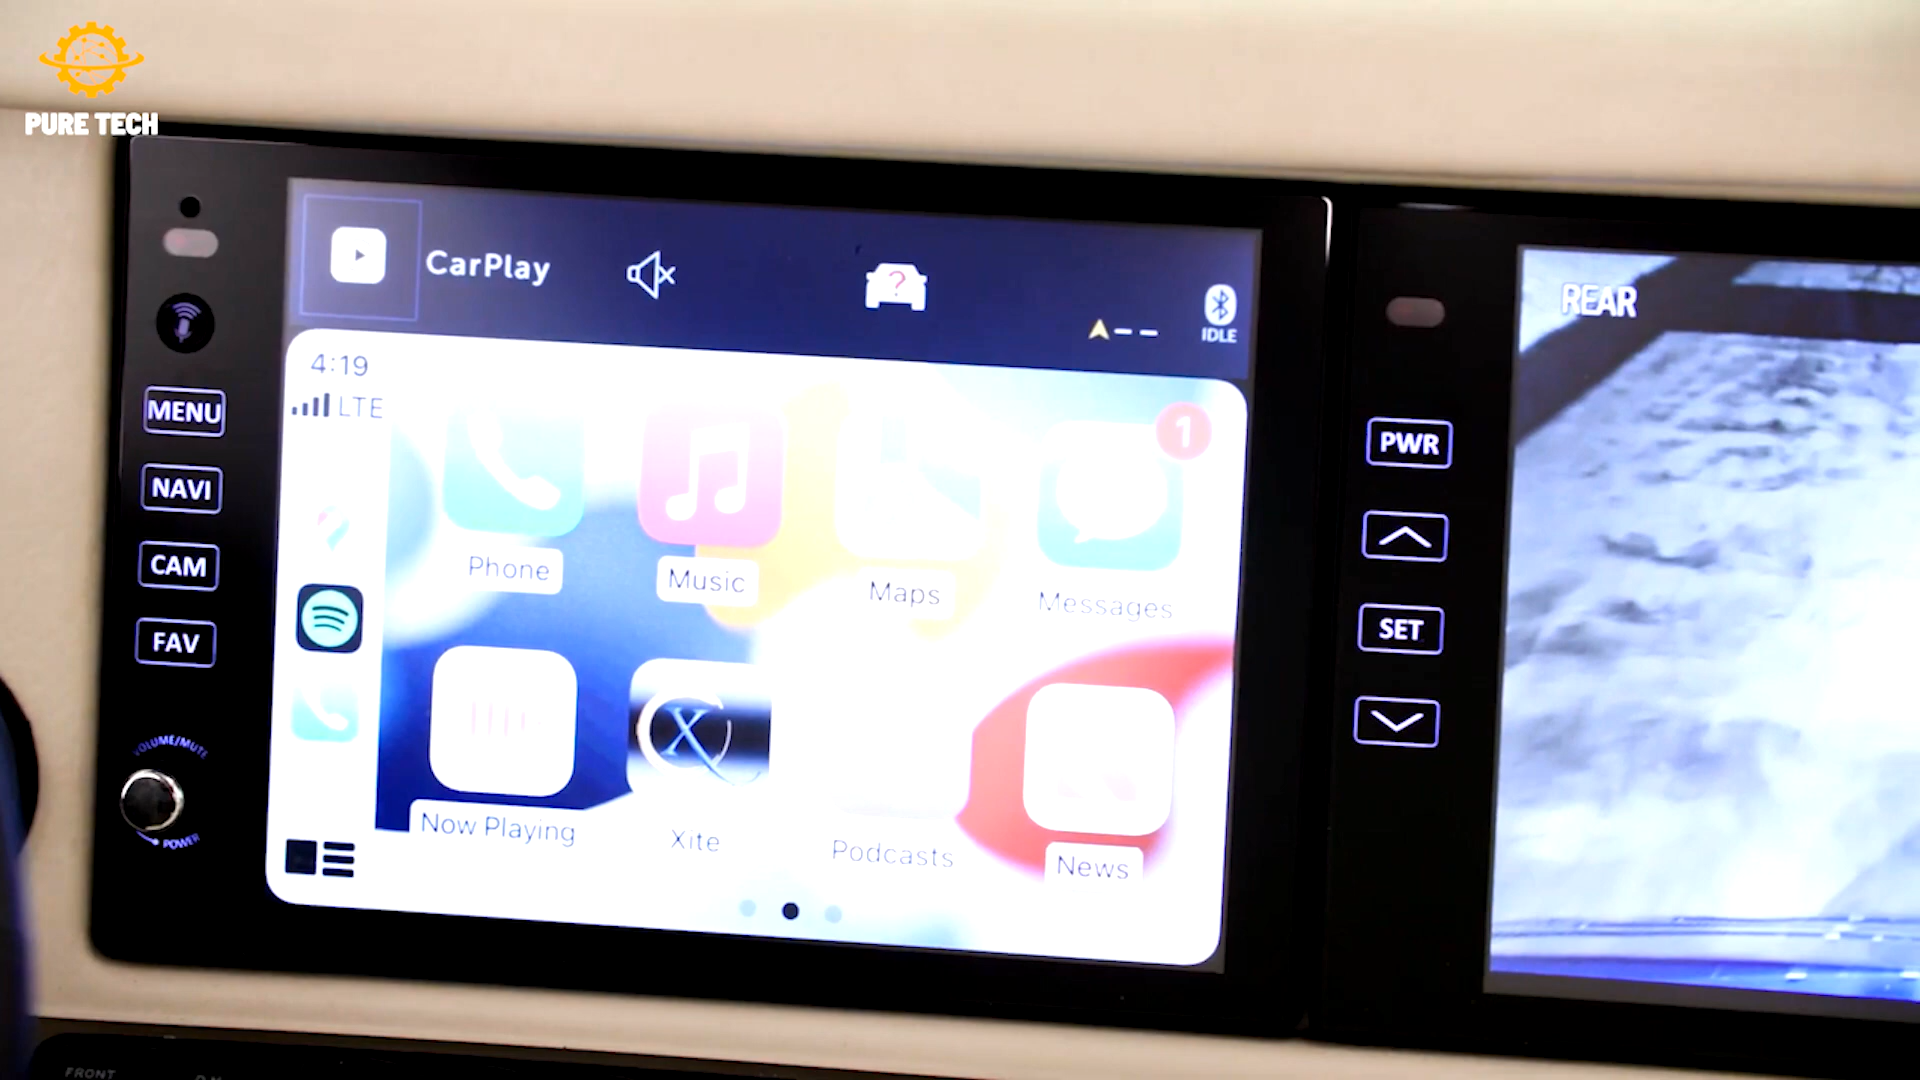 PURE TECH
CarPlay
?
IDLE
REAR
4:19
LTE
1
MENU
NAVI
CAM
FAV
VOLUME/MUTE
POWER
Phone
Music
Maps
Messages
Now Playing
Xite
Podcasts
News
X
PWR
SET
FRONT